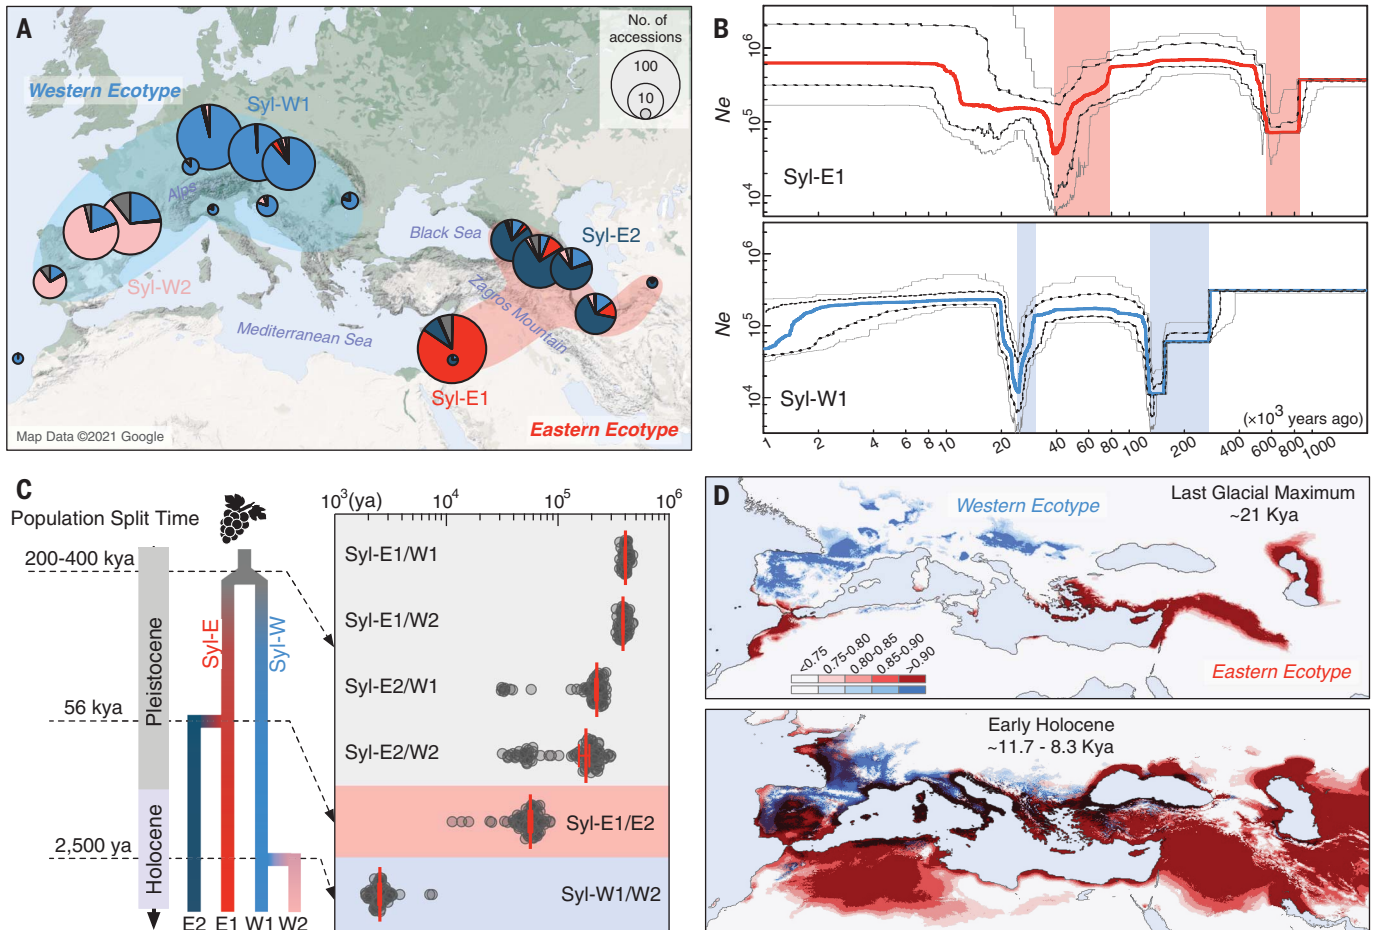 A
No. of
accessions
100
10
Western Ecotype
Syl-W1
Alps
Black Sea
Syl-E2
Syl-W2
Zagros Mountain
Mediterranean Sea
Syl-E1
Eastern Ecotype
Map Data ©2021 Google
B
Ne
10^6
10^5
10^4
Syl-E1
Ne
10^6
10^5
10^4
Syl-W1
(×10^3 years ago)
1 2 4 6 8 10 20 40 60 80 100 200 400 600 800 1000
C
Population Split Time
10^3(ya) 10^4 10^5 10^6
200-400 kya
56 kya
2,500 ya
Pleistocene
Holocene
Syl-E
Syl-W
E2 E1 W1 W2
Syl-E1/W1
Syl-E1/W2
Syl-E2/W1
Syl-E2/W2
Syl-E1/E2
Syl-W1/W2
D
Western Ecotype
Last Glacial Maximum
~21 Kya
<0.75 0.75-0.80 0.80-0.85 0.85-0.90 >0.90
Eastern Ecotype
Early Holocene
~11.7 - 8.3 Kya